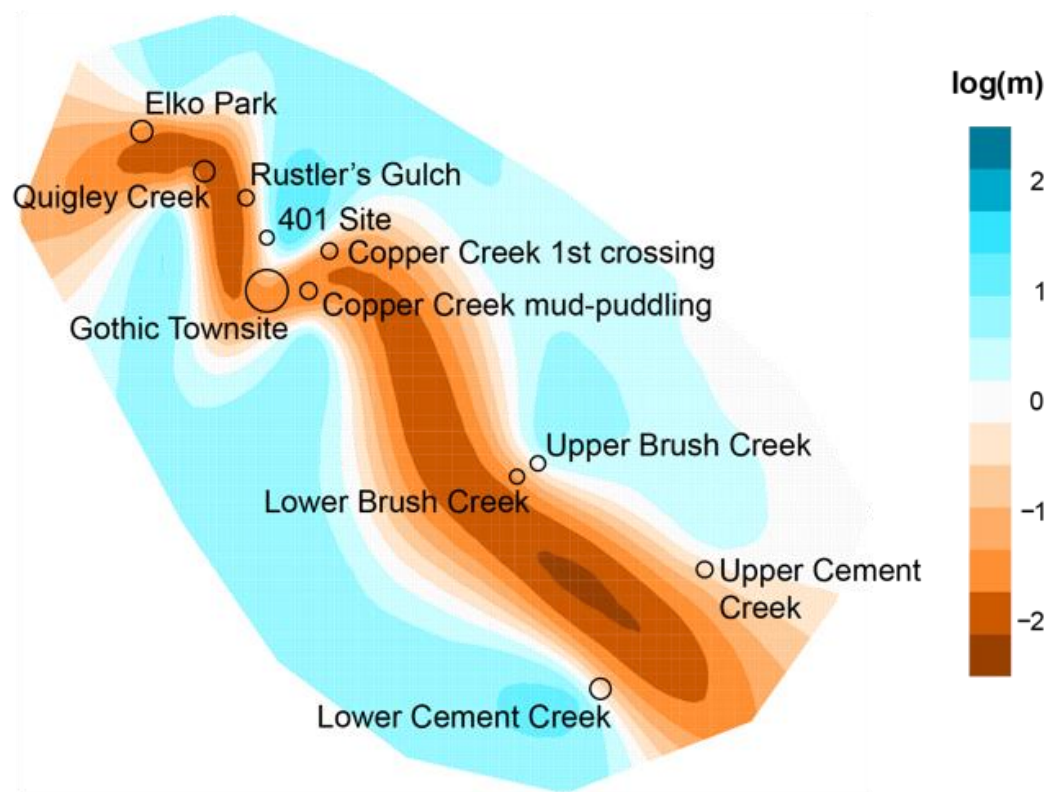 log(m)
Elko Park
Rustler's Gulch
Quigley Creek
401 Site
Copper Creek 1st crossing
Copper Creek mud-puddling
Gothic Townsite
Upper Brush Creek
Lower Brush Creek
Upper Cement
Creek
Lower Cement Creek
2
1
0
−1
−2